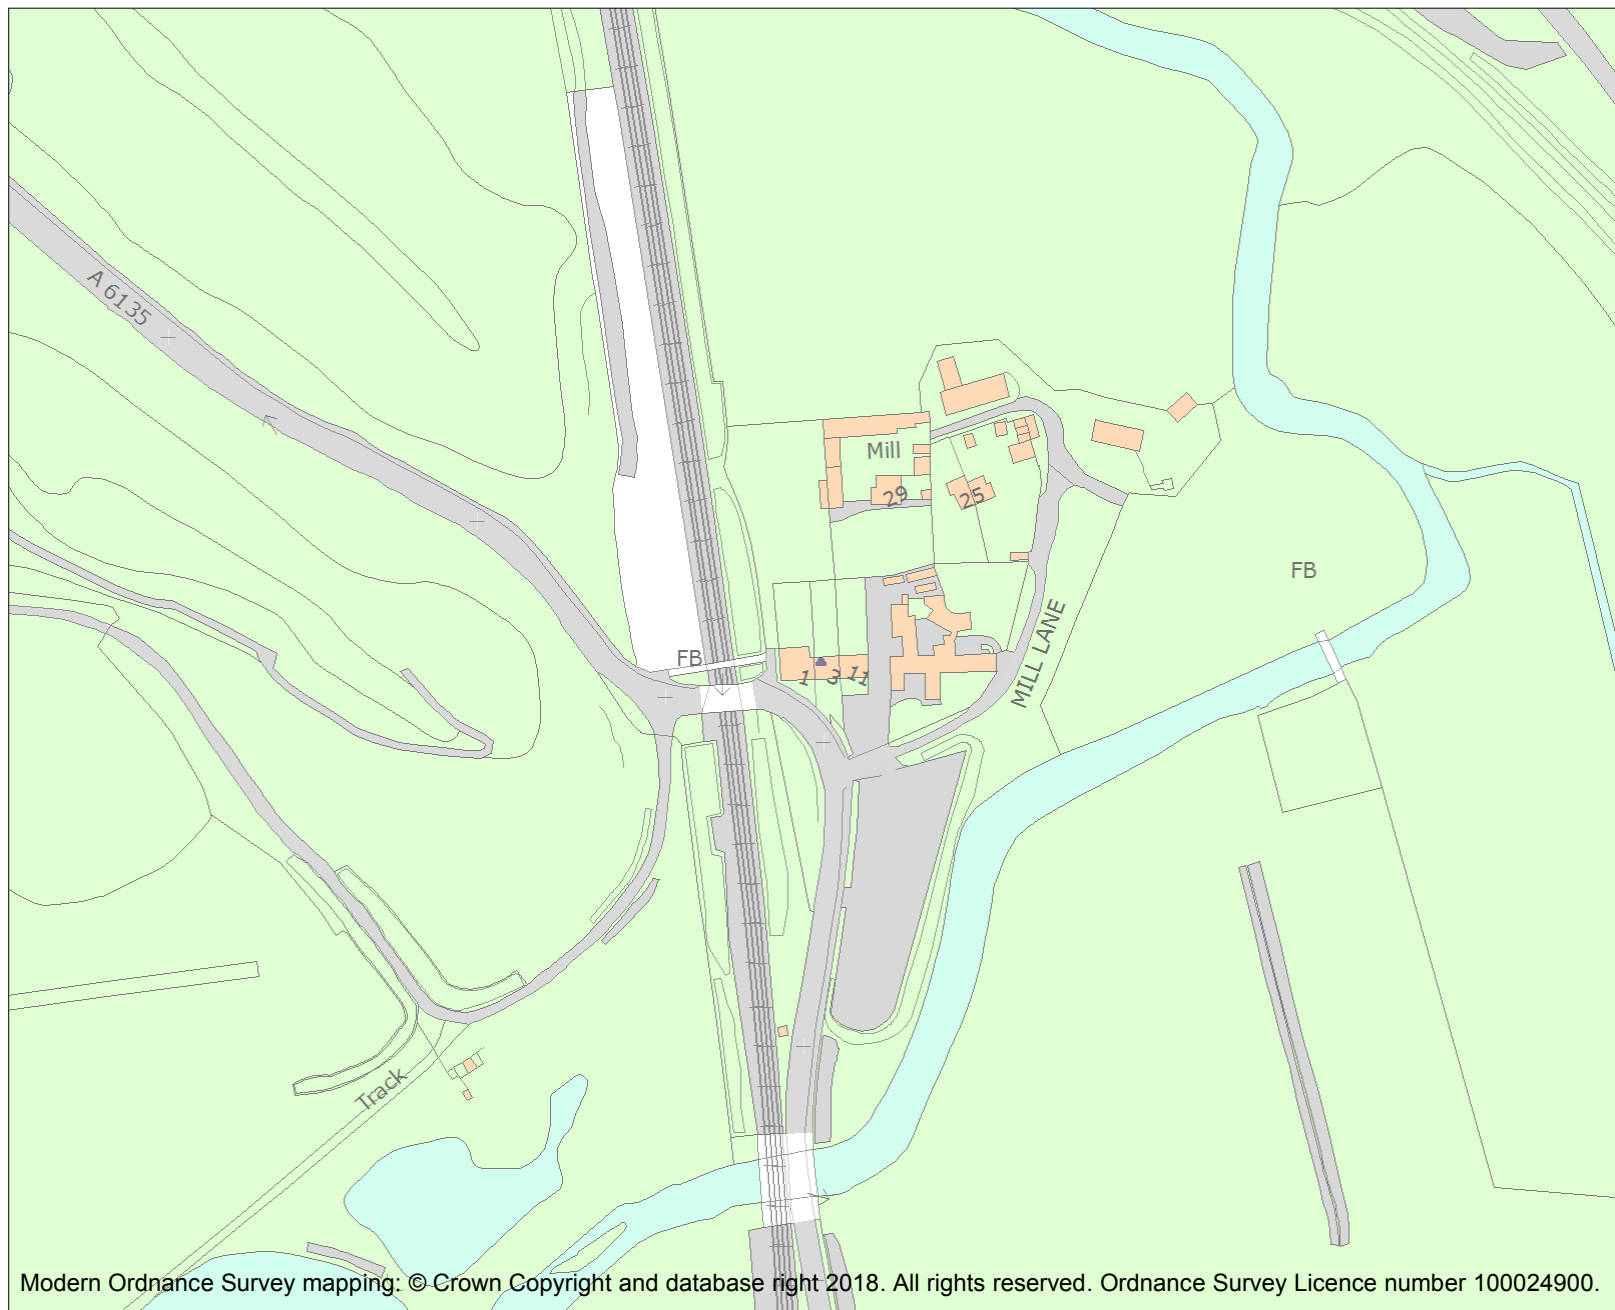 A 6135
Mill
29
25
FB
MILL LANE
FB
1
3
11
Track
Modern Ordnance Survey mapping: © Crown Copyright and database right 2018. All rights reserved. Ordnance Survey Licence number 100024900.